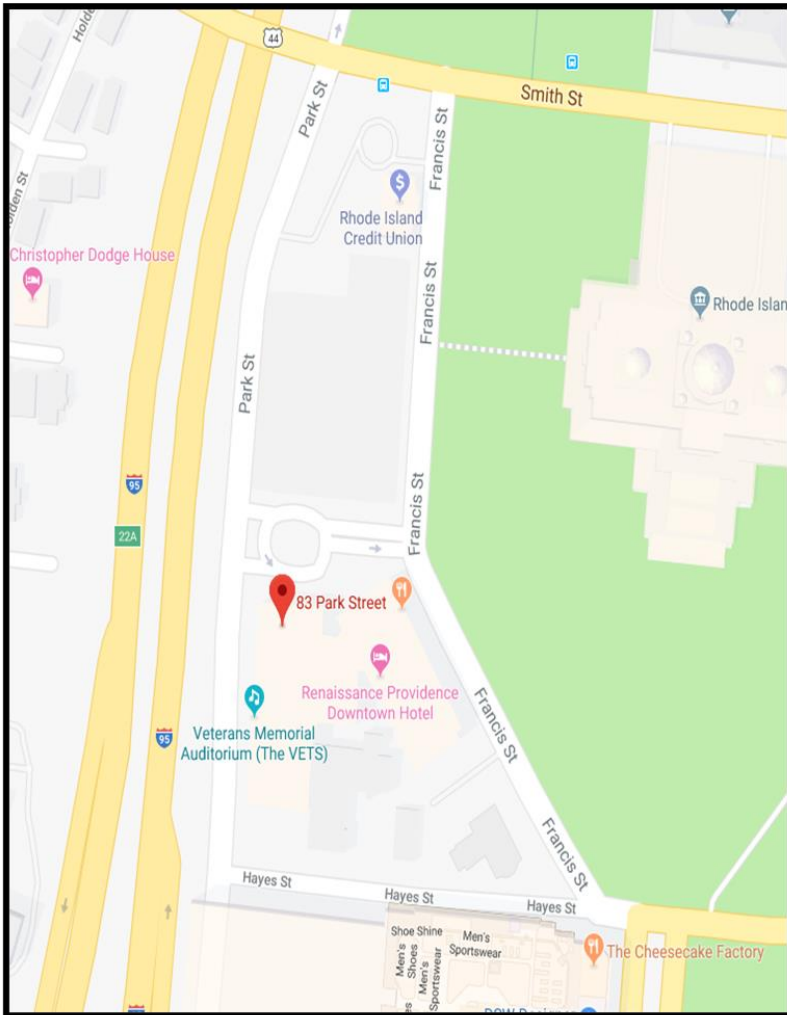 Holde
44
Park St
Smith St
Francis St
Holden St
Rhode Island
Credit Union
Christopher Dodge House
Francis St
Rhode Islan
Park St
95
Francis St
22A
83 Park Street
Renaissance Providence
Downtown Hotel
Francis St
Veterans Memorial
Auditorium (The VETS)
95
Francis St
Hayes St
Hayes St
Hayes St
Shoe Shine
Men's
Shoes
Men's
Sportswear
Men's
Sportswear
The Cheesecake Factory